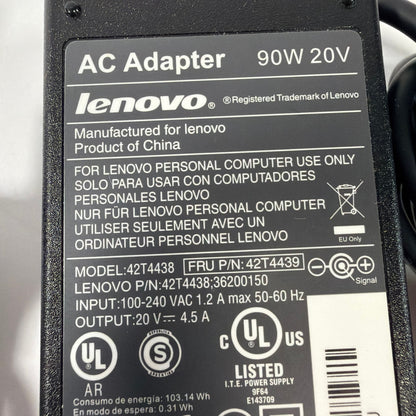 AC Adapter 90W 20V
lenovo® ® Registered Trademark of Lenovo
Manufactured for lenovo
Product of China
FOR LENOVO PERSONAL COMPUTER USE ONLY
SOLO PARA USAR CON COMPUTADORES
PERSONALES LENOVO
NUR FÜR LENOVO PERSONAL COMPUTER
UTILISER SEULEMENT AVEC UN
ORDINATEUR PERSONNEL LENOVO
EU Only
MODEL:42T4438 FRU P/N: 42T4439
LENOVO P/N:42T4438;36200150
Signal
INPUT:100-240 VAC 1.2 A max 50-60 Hz
OUTPUT:20 V 4.5 A
UL
AR
S
C UL US
LISTED
I.T.E. POWER SUPPLY
9F64
E143709
Consumo de energía: 103.14 Wh
En modo de espera: 0.31 Wh